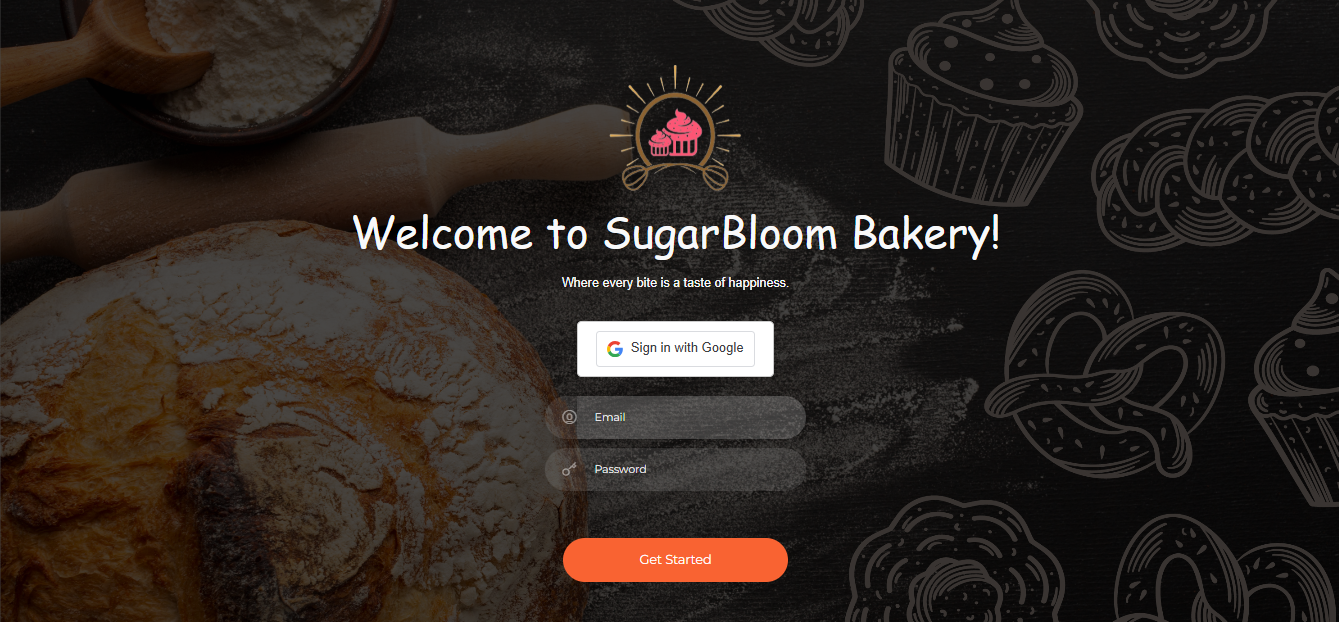 Welcome to SugarBloom Bakery!
Where every bite is a taste of happiness.
Sign in with Google
Email
Password
Get Started